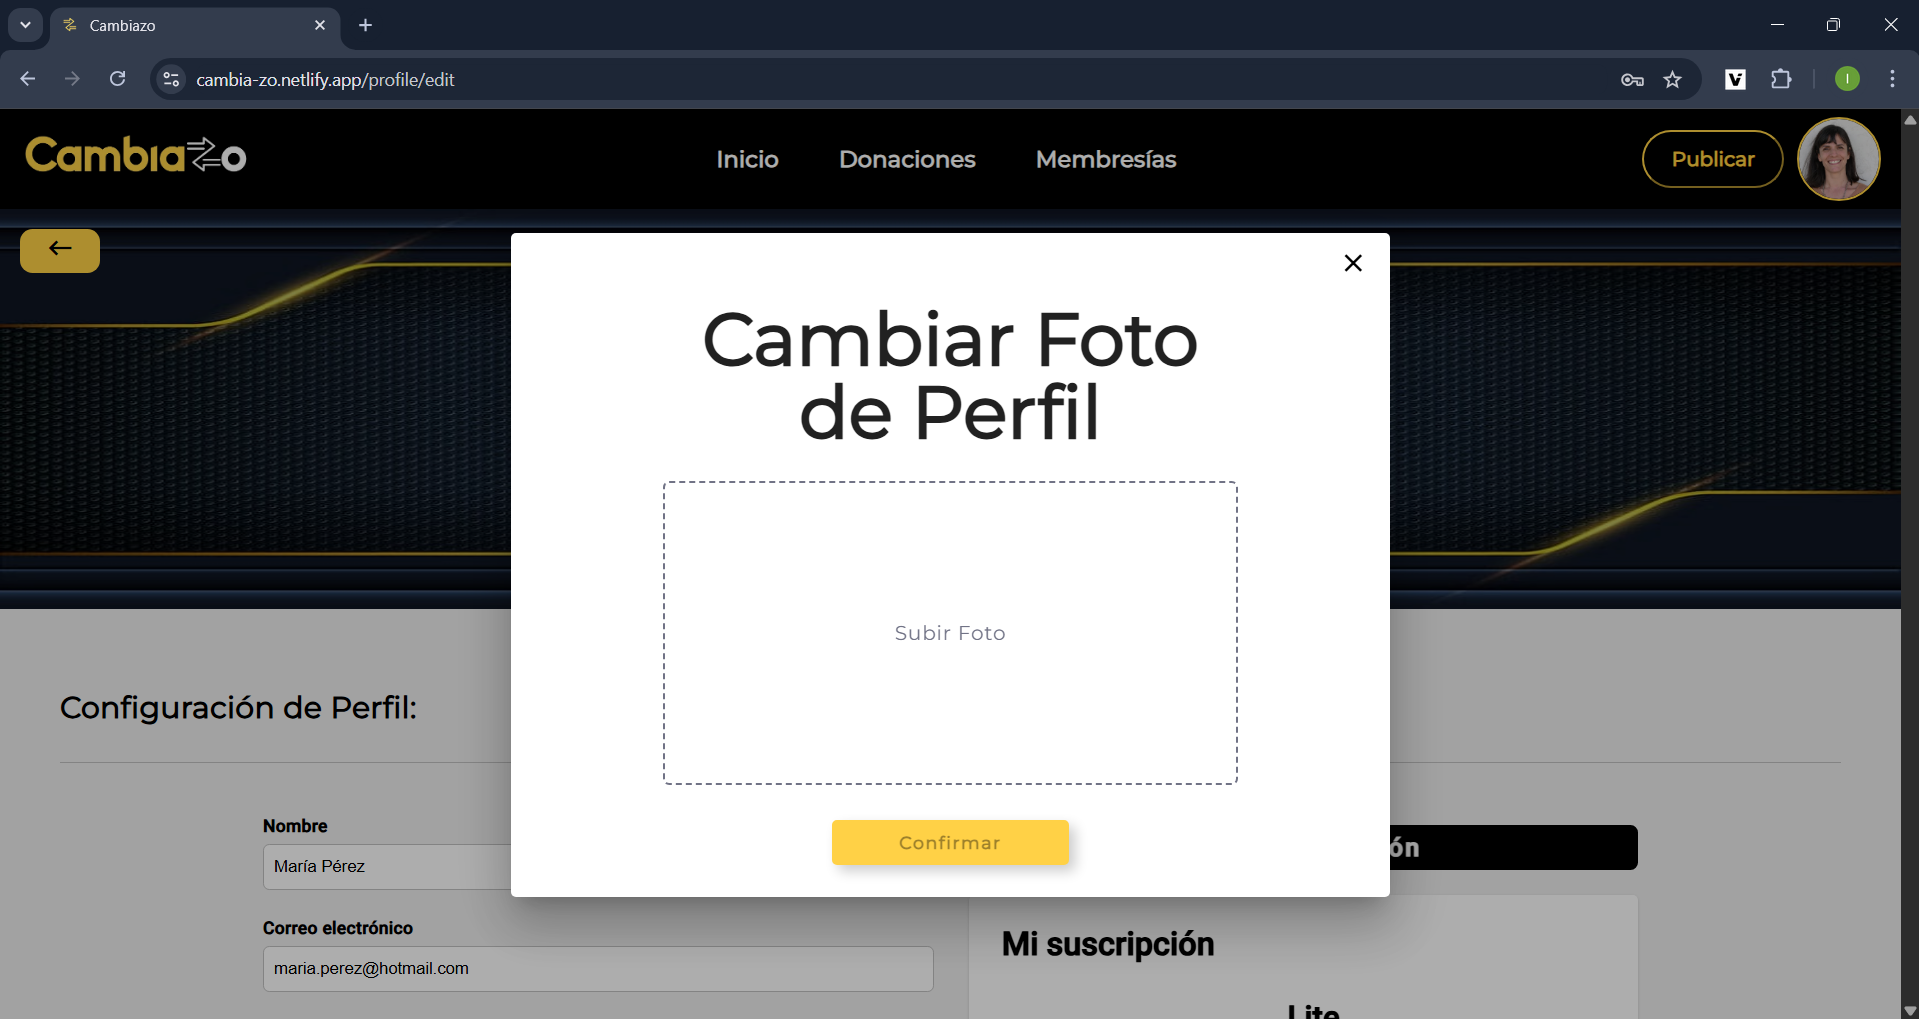 Cambiazo
cambia-zo.netlify.app/profile/edit
I
Cambiazo
Inicio
Donaciones
Membresías
Publicar
Cambiar Foto
de Perfil
Subir Foto
Confirmar
Configuración de Perfil:
Nombre
María Pérez
Correo electrónico
maria.perez@hotmail.com
ón
Mi suscripción
Lite